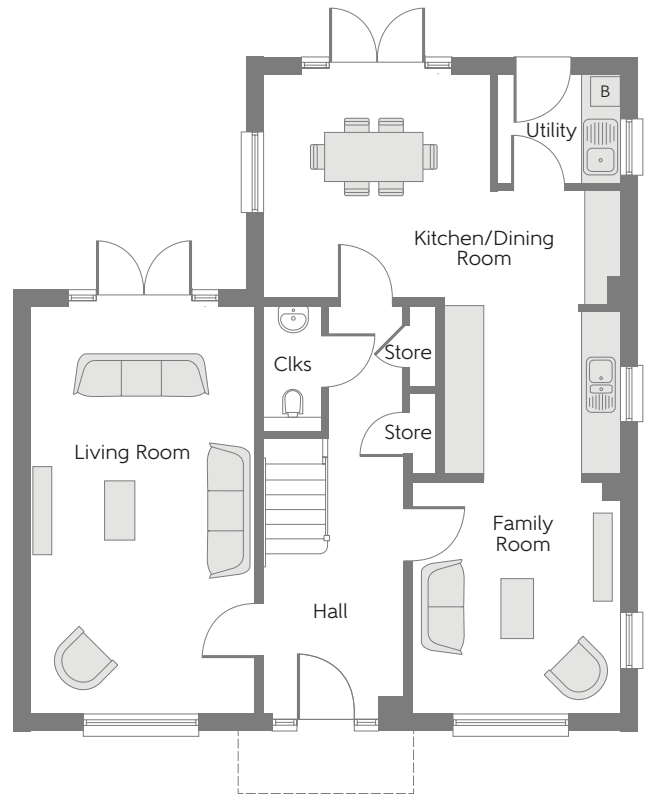 B
Utility
Kitchen/Dining
Room
Clks
Store
Store
Living Room
Family
Room
Hall